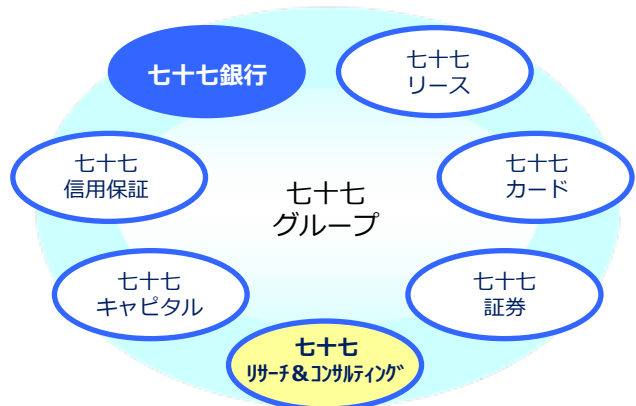 七十七銀行
七十七
リース
七十七
信用保証
七十七
カード
七十七
グループ
七十七
キャピタル
七十七
証券
七十七
ﾘｻｰﾁ＆ｺﾝｻﾙﾃｨﾝｸﾞ